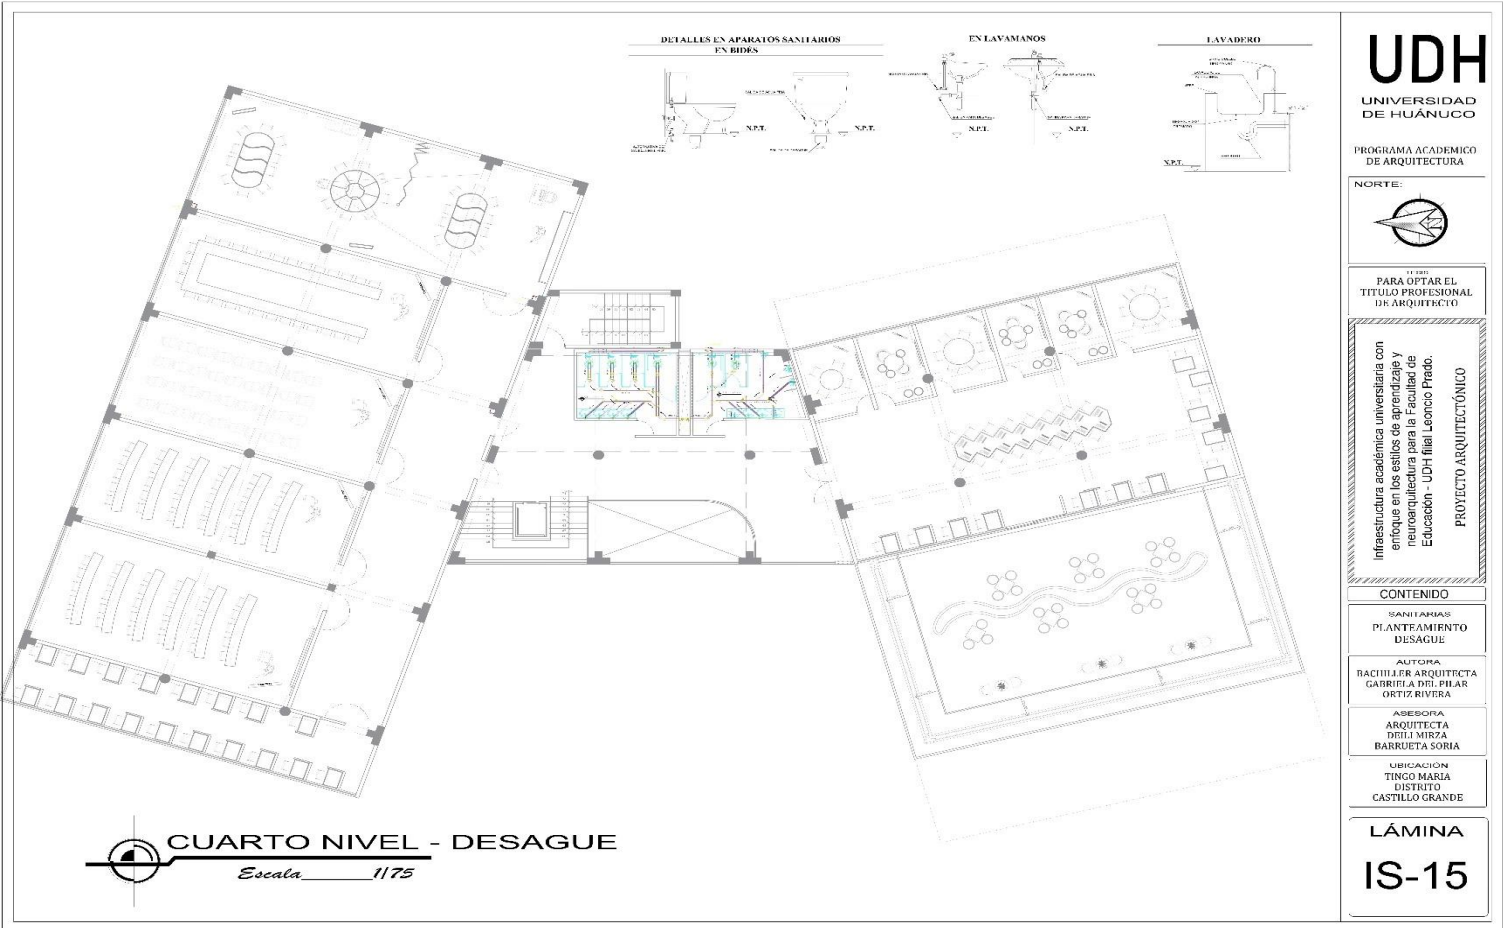 DETALLES EN APARATOS SANITARIOS
EN BIDÉS
N.P.T.
N.P.T.
EN LAVAMANOS
N.P.T.
N.P.T.
LAVADERO
N.P.T.
CUARTO NIVEL - DESAGUE
Escala 1/75
UDH
UNIVERSIDAD
DE HUÁNUCO
PROGRAMA ACADEMICO
DE ARQUITECTURA
NORTE:
PARA OPTAR EL
TITULO PROFESIONAL
DE ARQUITECTO
Infraestructura académica universitaria con
enfoque en los estilos de aprendizaje y
neuroarquitectura para la Facultad de
Educación - UDH filial Leoncio Prado.
PROYECTO ARQUITECTÓNICO
CONTENIDO
SANITARIAS
PLANTEAMIENTO
DESAGUE
AUTORA
BACHILLER ARQUITECTA
GABRIELA DEL PILAR
ORTIZ RIVERA
ASESORA
ARQUITECTA
DEILI MIRZA
BARRUETA SORIA
UBICACIÓN
TINGO MARIA
DISTRITO
CASTILLO GRANDE
LÁMINA
IS-15